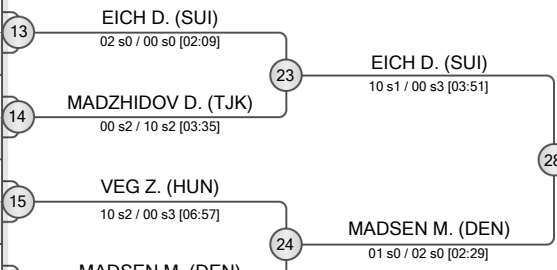 13
EICH D. (SUI)
02 s0 / 00 s0 [02:09]
23
EICH D. (SUI)
10 s1 / 00 s3 [03:51]
14
MADZHIDOV D. (TJK)
00 s2 / 10 s2 [03:35]
28
15
VEG Z. (HUN)
10 s2 / 00 s3 [06:57]
24
MADSEN M. (DEN)
01 s0 / 02 s0 [02:29]
MADSEN M. (DEN)